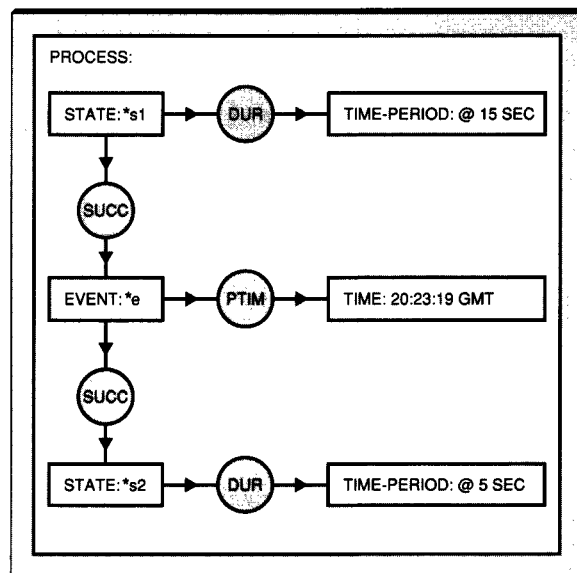 PROCESS:
STATE: *s1 DUR TIME-PERIOD: @ 15 SEC
SUCC
EVENT: *e PTIM TIME: 20:23:19 GMT
SUCC
STATE: *s2 DUR TIME-PERIOD: @ 5 SEC